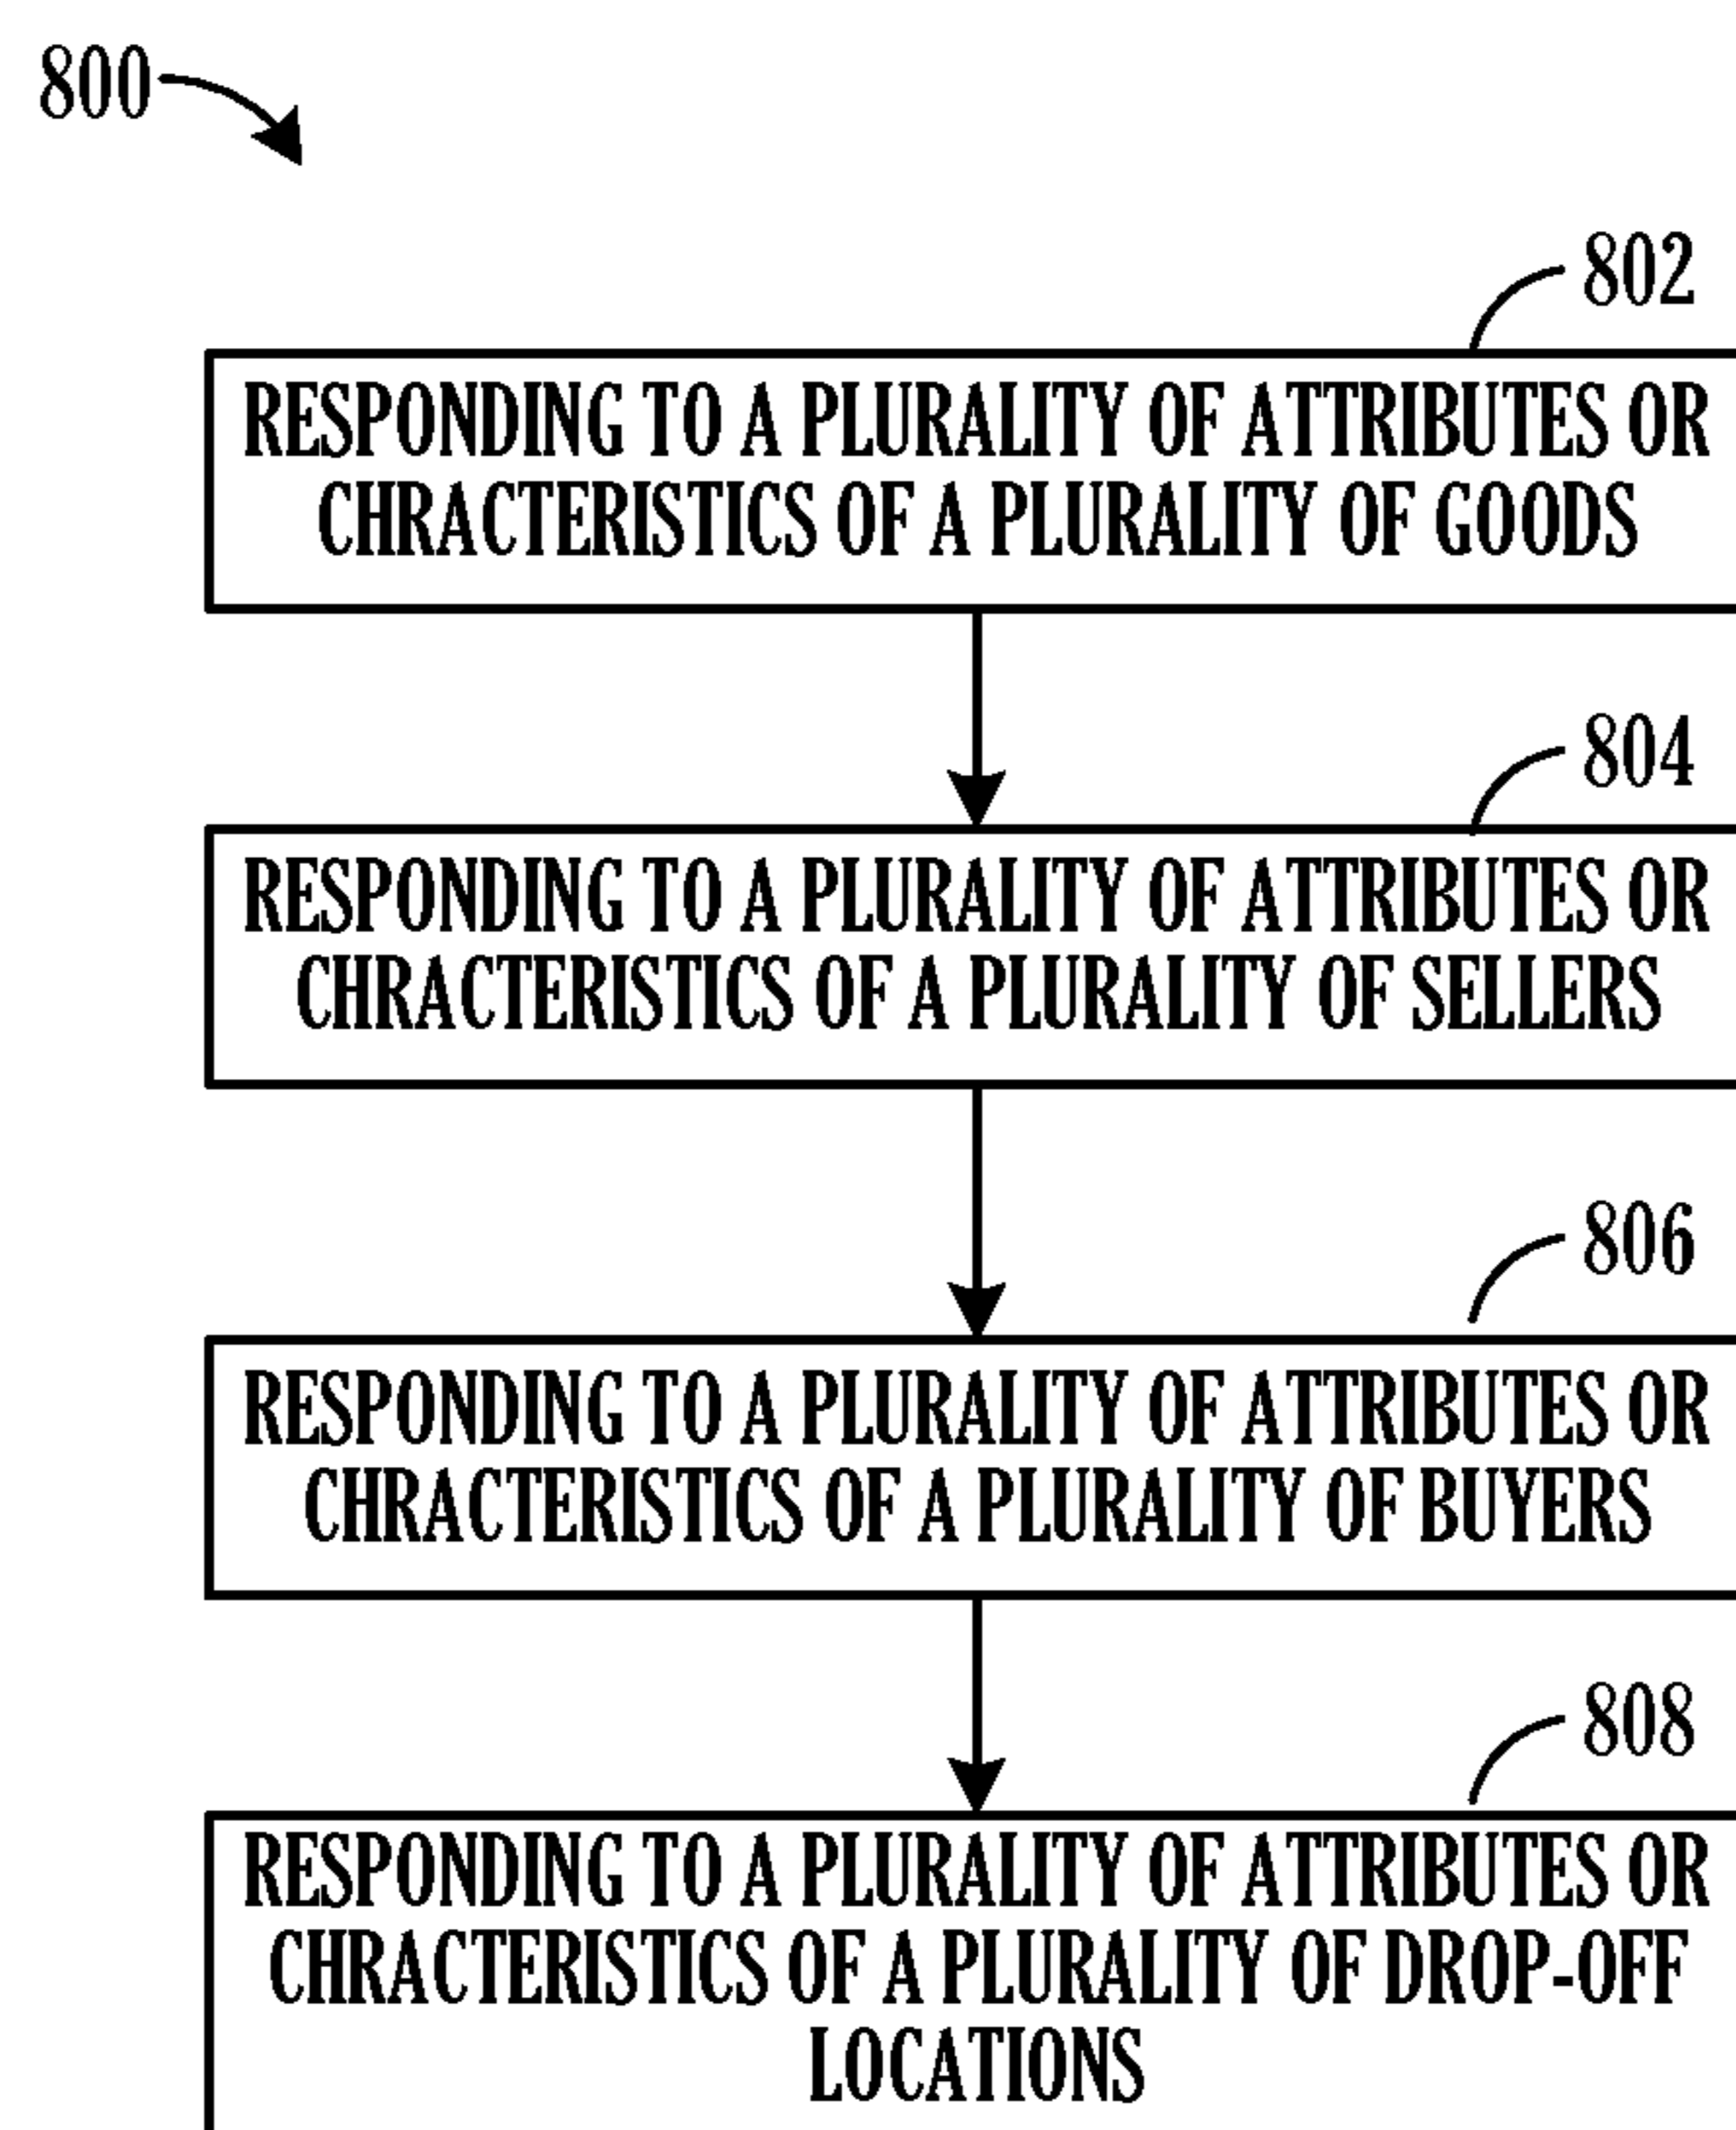 800
802
RESPONDING TO A PLURALITY OF ATTRIBUTES OR
CHRACTERISTICS OF A PLURALITY OF GOODS
804
RESPONDING TO A PLURALITY OF ATTRIBUTES OR
CHRACTERISTICS OF A PLURALITY OF SELLERS
806
RESPONDING TO A PLURALITY OF ATTRIBUTES OR
CHRACTERISTICS OF A PLURALITY OF BUYERS
808
RESPONDING TO A PLURALITY OF ATTRIBUTES OR
CHRACTERISTICS OF A PLURALITY OF DROP-OFF
LOCATIONS